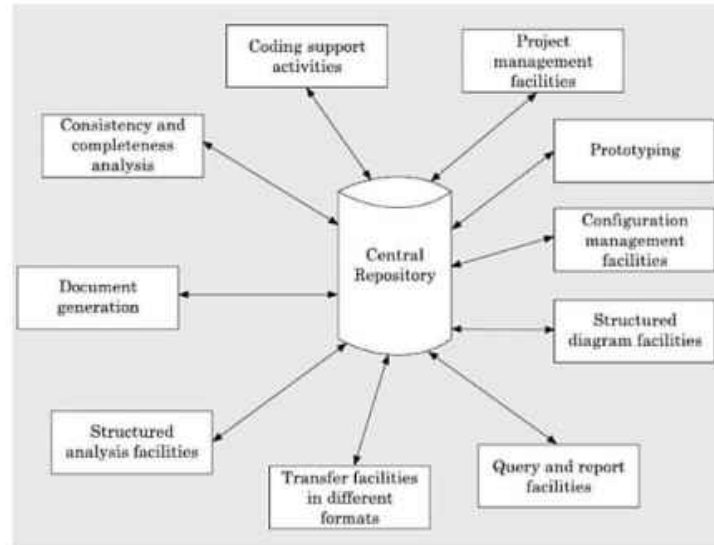 Coding support
activities
Project
management
facilities
Consistency and
completeness
analysis
Prototyping
Central
Repository
Configuration
management
facilities
Document
generation
Structured
diagram facilities
Structured
analysis facilities
Transfer facilities
in different
formats
Query and report
facilities